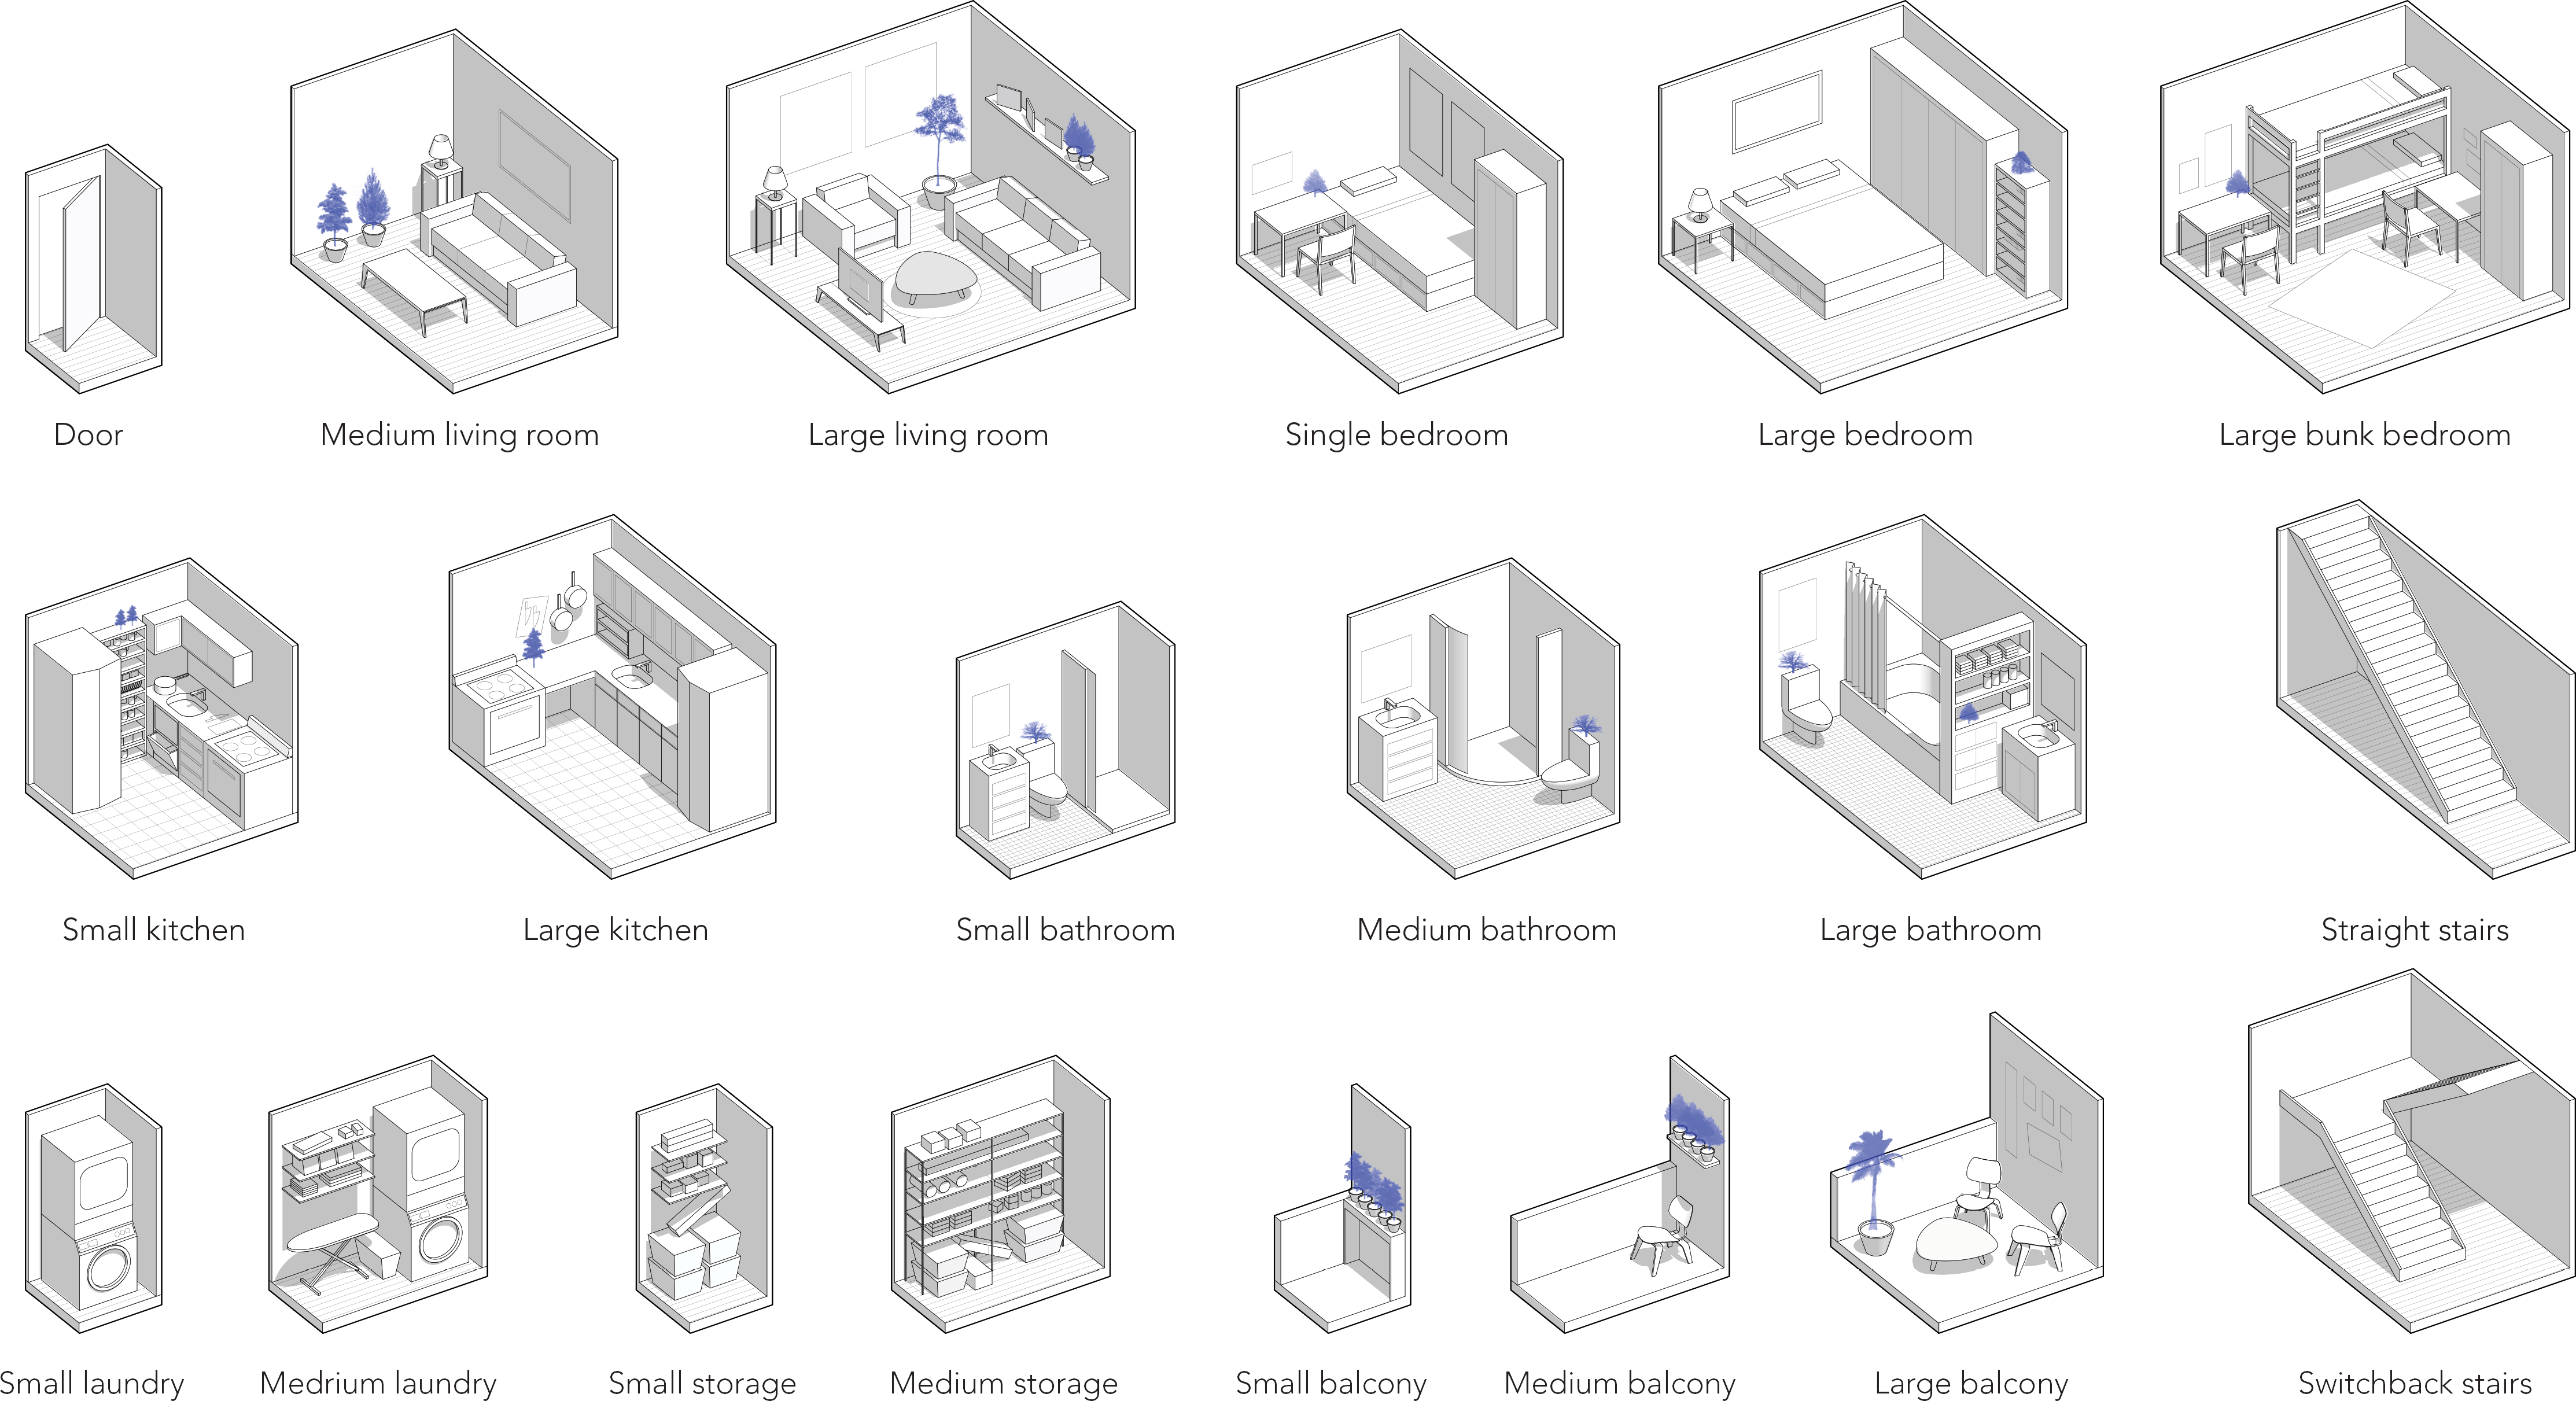 Door
Medium living room
Large living room
Single bedroom
Large bedroom
Large bunk bedroom
Small kitchen
Large kitchen
Small bathroom
Medium bathroom
Large bathroom
Straight stairs
Small laundry
Medrium laundry
Small storage
Medium storage
Small balcony
Medium balcony
Large balcony
Switchback stairs